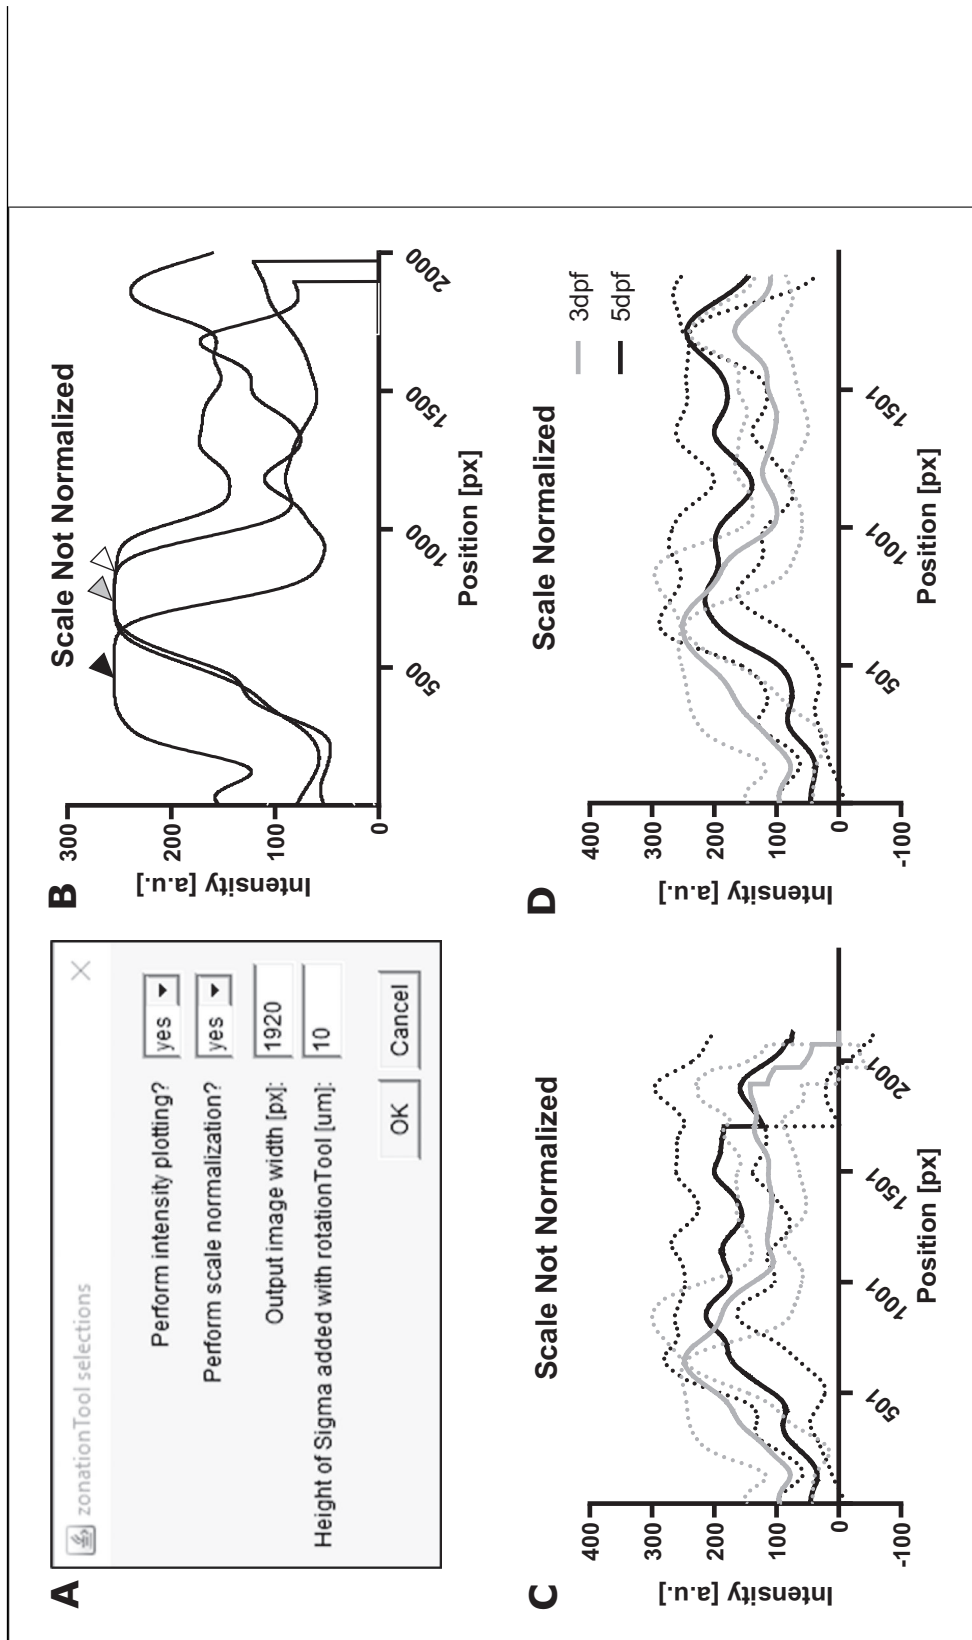 A
zonationTool selections
Perform intensity plotting? yes
Perform scale normalization? yes
Output image width [px]: 1920
Height of Sigma added with rotationTool [um]: 10
OK Cancel
B
Scale Not Normalized
300
200
100
0
Intensity [a.u.]
500 1000 1500 2000
Position [px]
C
Scale Not Normalized
400
300
200
100
0
-100
Intensity [a.u.]
501 1001 1501 2001
Position [px]
D
Scale Normalized
3dpf
5dpf
400
300
200
100
0
-100
Intensity [a.u.]
501 1001 1501
Position [px]